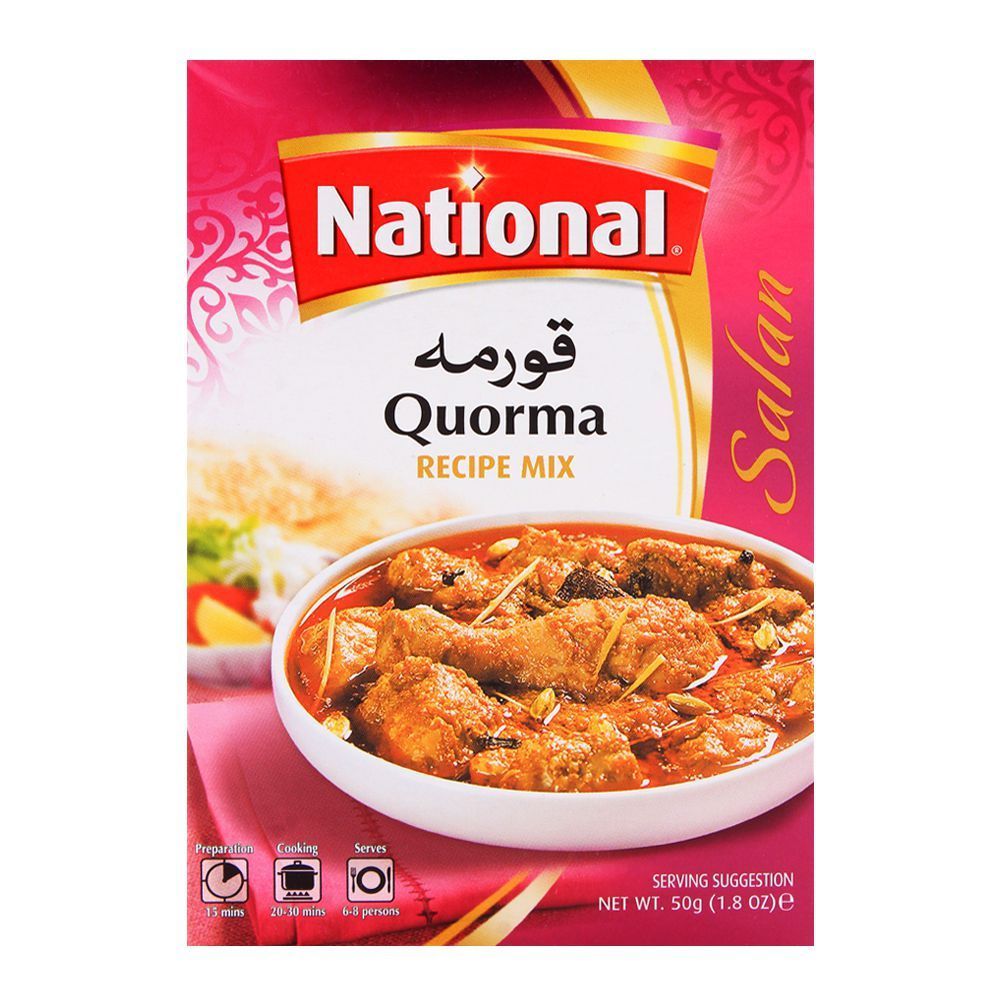 National®
قورمه
Quorma
RECIPE MIX
Salan
Preparation
15 mins
Cooking
20-30 mins
Serves
6-8 persons
SERVING SUGGESTION
NET WT. 50g (1.8 OZ)℮